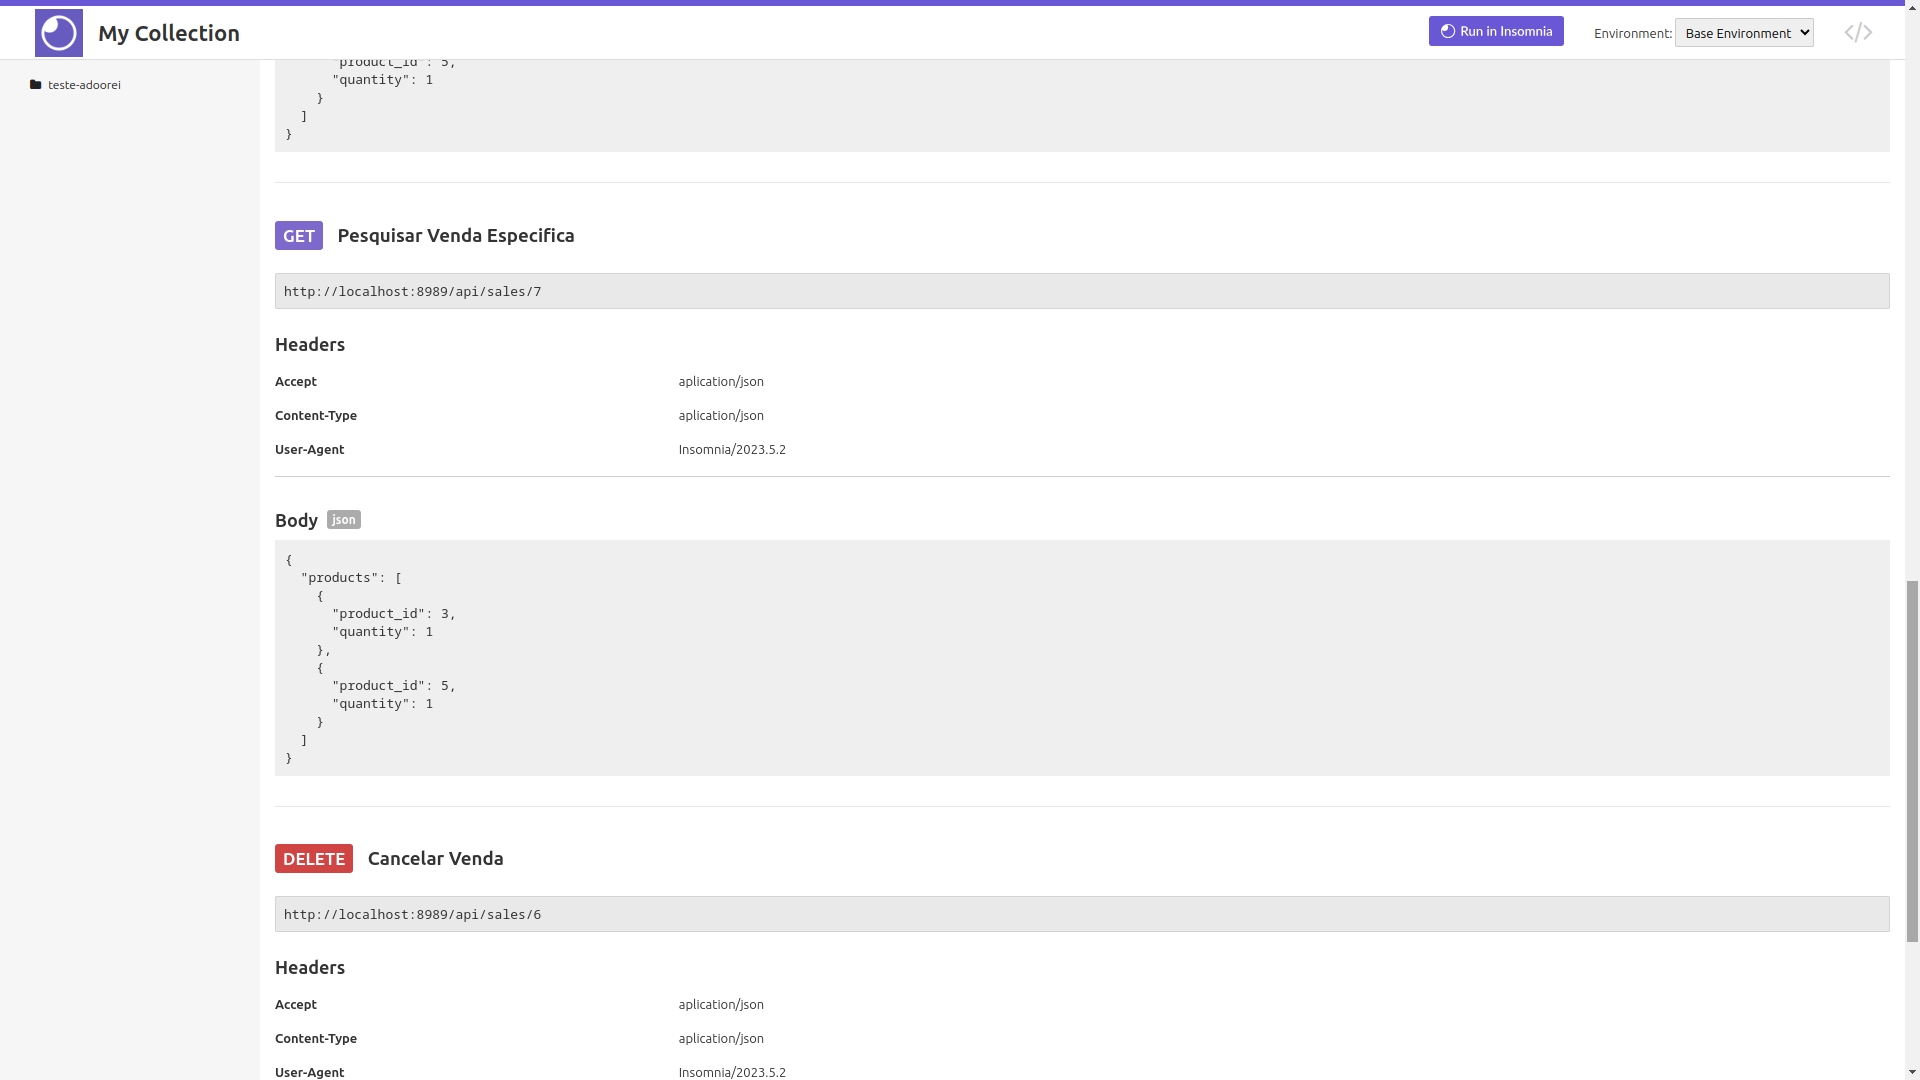 My Collection
Run in Insomnia
Environment: Base Environment
teste-adoorei
"product_id": 5,
"quantity": 1
}
]
}
GET Pesquisar Venda Especifica
http://localhost:8989/api/sales/7
Headers
Accept aplication/json
Content-Type aplication/json
User-Agent Insomnia/2023.5.2
Body json
{
"products": [
{
"product_id": 3,
"quantity": 1
},
{
"product_id": 5,
"quantity": 1
}
]
}
DELETE Cancelar Venda
http://localhost:8989/api/sales/6
Headers
Accept aplication/json
Content-Type aplication/json
User-Agent Insomnia/2023.5.2